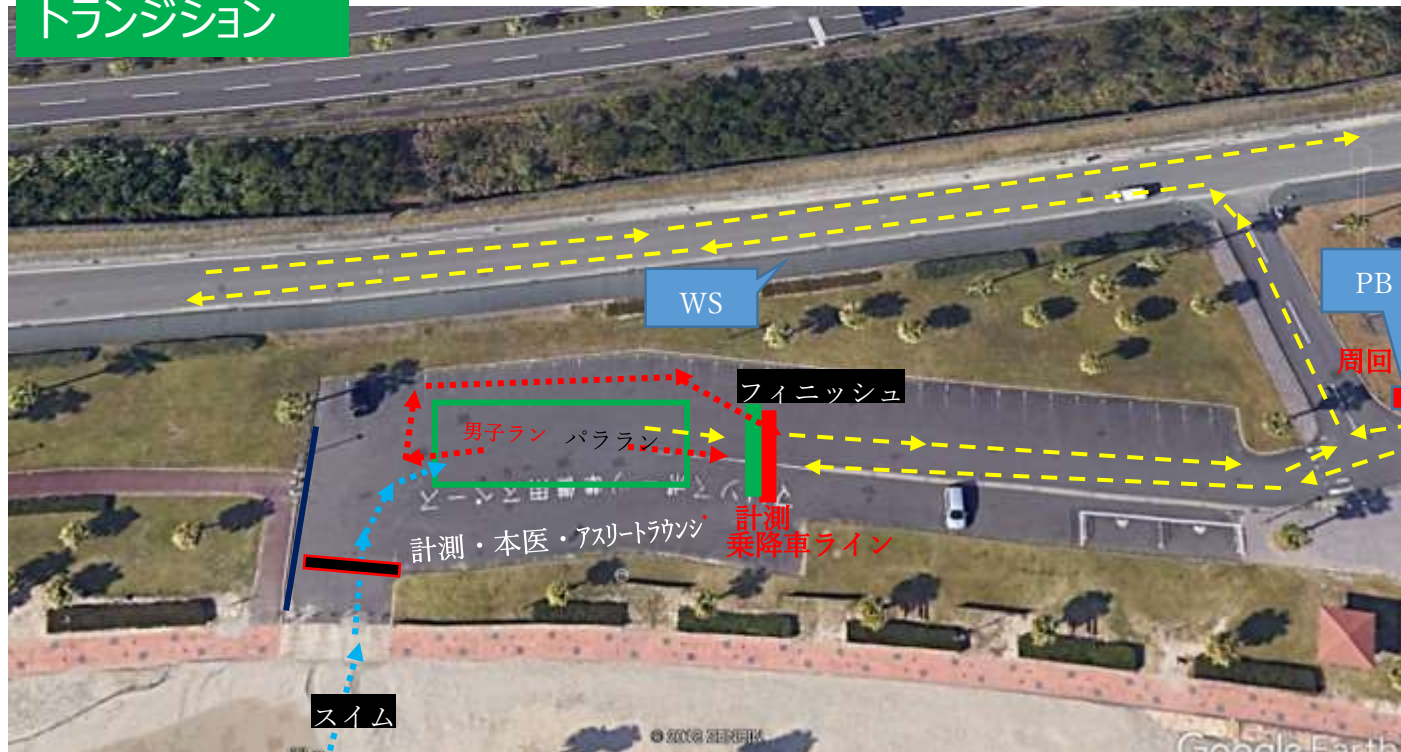 トランジション
WS
PB
周回
フィニッシュ
男子ラン
パララン
計測・本医・アスリートラウンジ
計測
乗降車ライン
スイム
Google Earth